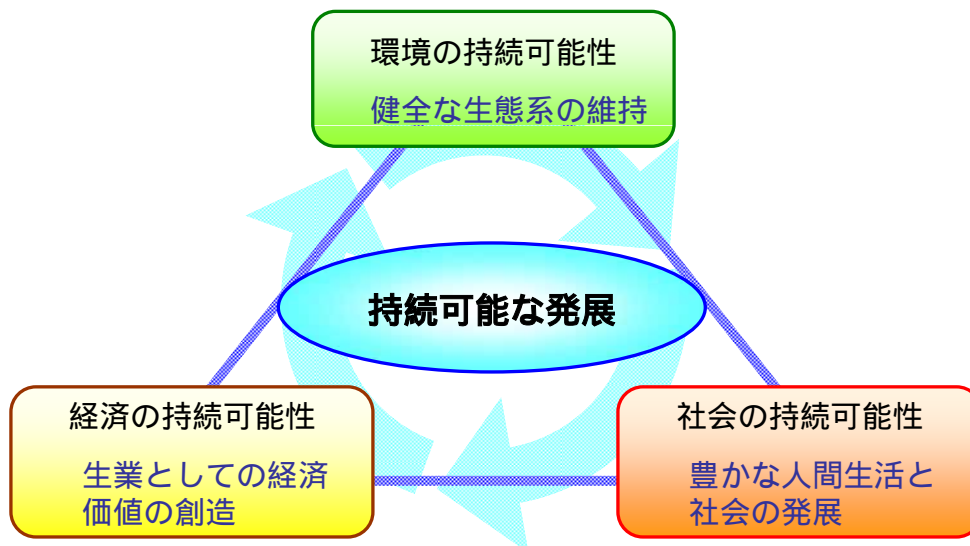 環境の持続可能性
健全な生態系の維持
持続可能な発展
経済の持続可能性
生業としての経済
価値の創造
社会の持続可能性
豊かな人間生活と
社会の発展